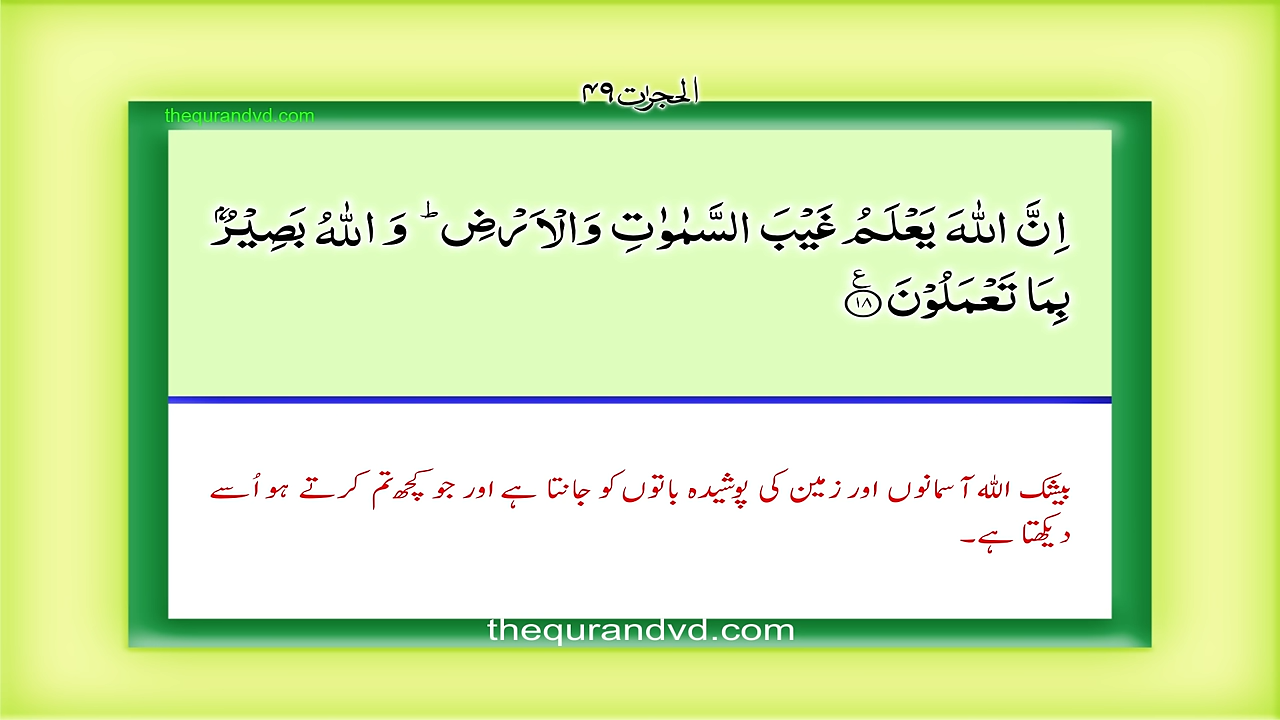 الحجرٰت ۴۹
thequrandvd.com
اِنَّ اللّٰهَ یَعْلَمُ غَیْبَ السَّمٰوٰتِ وَالْاَرْضِ ؕ وَ اللّٰهُ بَصِیْرٌۢ
بِمَا تَعْمَلُوْنَ ﴿۱۸﴾ ع
بیشک اللہ آسمانوں اور زمین کی پوشیدہ باتوں کو جانتا ہے اور جو کچھ تم کرتے ہو اُسے
دیکھتا ہے۔
thequrandvd.com